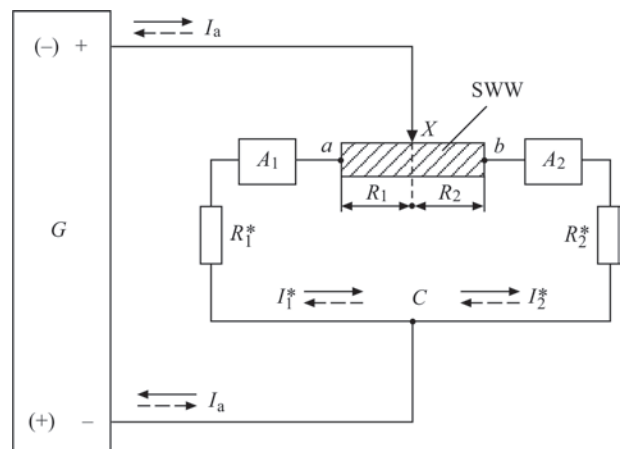 (–) + I_a
SWW
a X b
A_1 A_2
R_1 R_2
G R_1^* R_2^*
I_1^* C I_2^*
I_a
(+) –